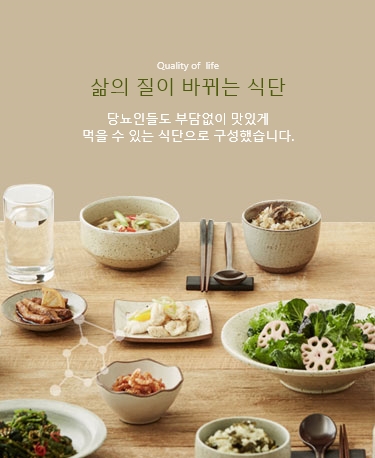 Quality of life
삶의 질이 바뀌는 식단
당뇨인들도 부담없이 맛있게
먹을 수 있는 식단으로 구성했습니다.